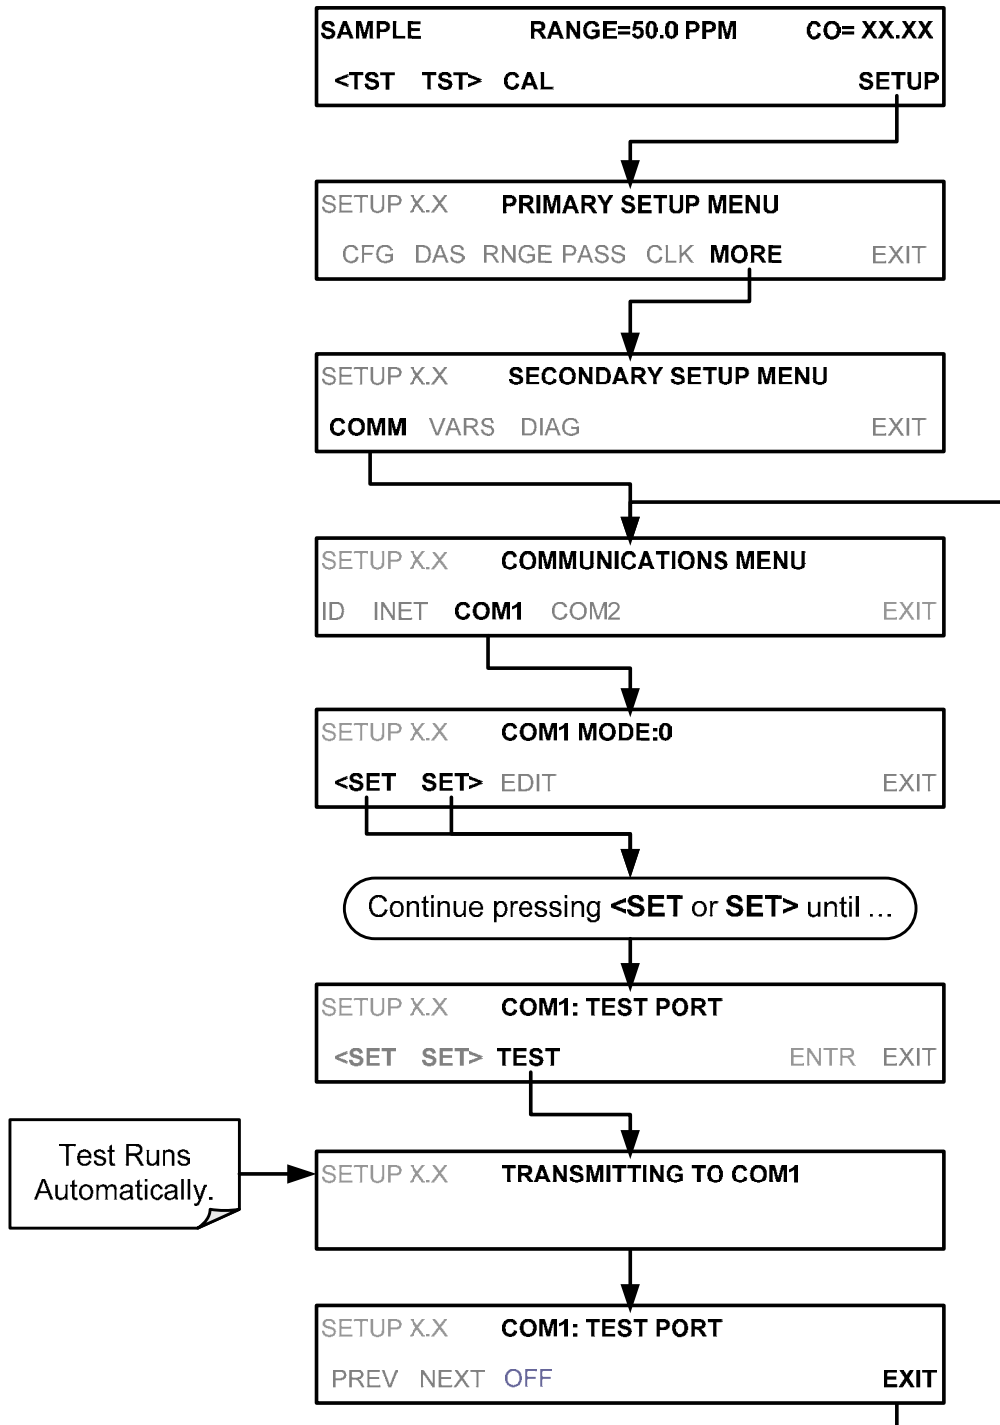 SAMPLE RANGE=50.0 PPM CO= XX.XX
<TST TST> CAL SETUP
SETUP X.X PRIMARY SETUP MENU
CFG DAS RNGE PASS CLK MORE EXIT
SETUP X.X SECONDARY SETUP MENU
COMM VARS DIAG EXIT
SETUP X.X COMMUNICATIONS MENU
ID INET COM1 COM2 EXIT
SETUP X.X COM1 MODE:0
<SET SET> EDIT EXIT
Continue pressing <SET or SET> until ...
SETUP X.X COM1: TEST PORT
<SET SET> TEST ENTR EXIT
Test Runs
Automatically.
SETUP X.X TRANSMITTING TO COM1
SETUP X.X COM1: TEST PORT
PREV NEXT OFF EXIT